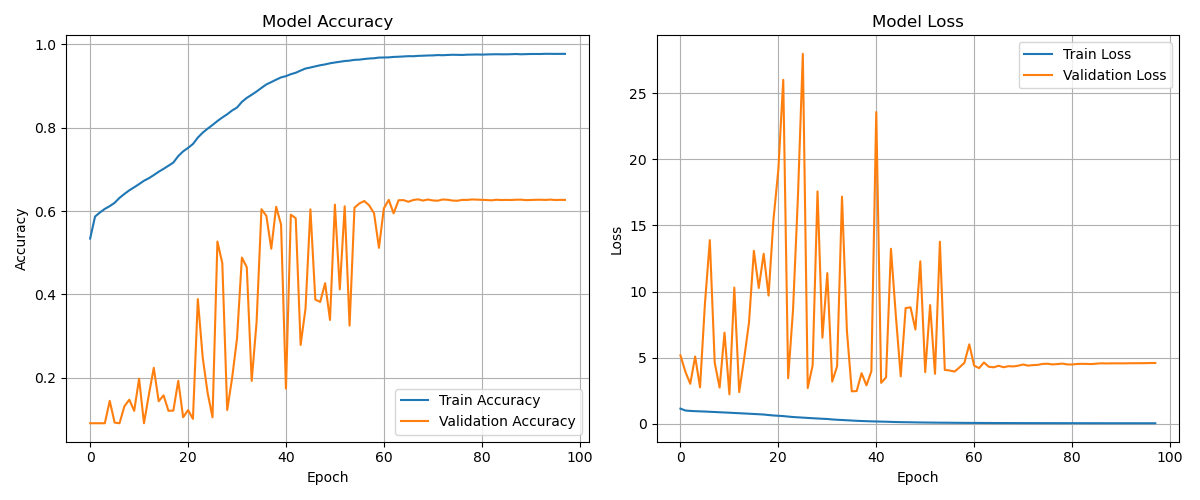 Model Accuracy
1.0
0.8
0.6
0.4
0.2
Accuracy
0
20
40
60
80
100
Epoch
Train Accuracy
Validation Accuracy
Model Loss
25
20
15
10
5
0
Loss
0
20
40
60
80
100
Epoch
Train Loss
Validation Loss